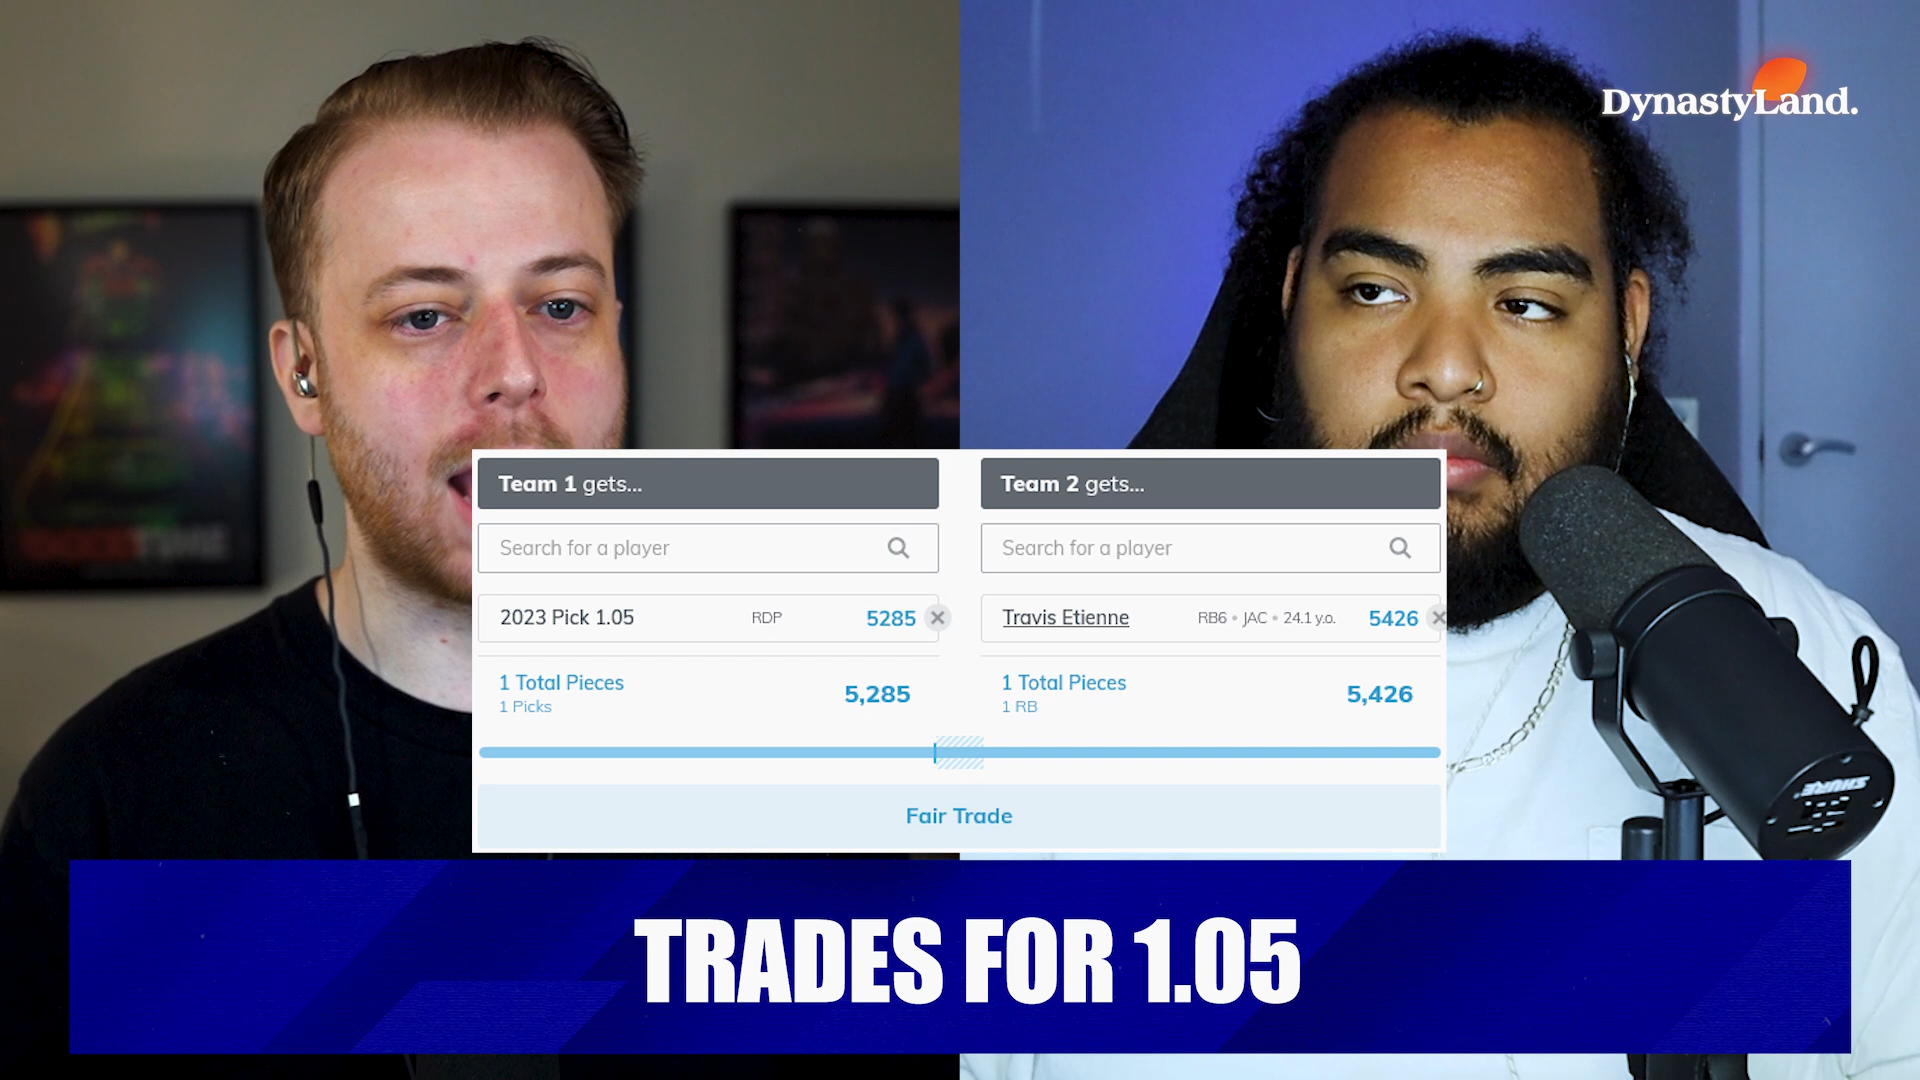 DynastyLand.
Team 1 gets...
Search for a player
2023 Pick 1.05 RDP 5285
1 Total Pieces 5,285
1 Picks
Team 2 gets...
Search for a player
Travis Etienne RB6 • JAC • 24.1 y.o. 5426
1 Total Pieces 5,426
1 RB
Fair Trade
SHURE
TRADES FOR 1.05